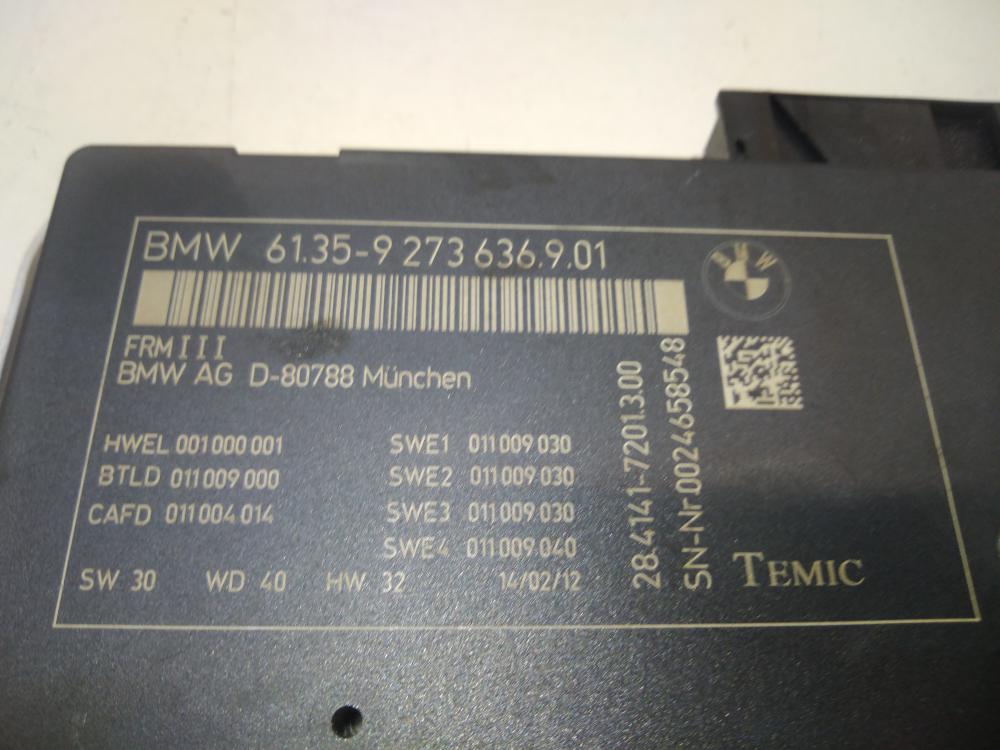 BMW 61.35-9 273 636.9.01
BMW
FRMIII
BMW AG D-80788 München
HWEL 001 000 001
BTLD 011 009 000
CAFD 011 004 014
SWE1 011 009 030
SWE2 011 009 030
SWE3 011 009 030
SWE4 011 009 040
SW 30 WD 40 HW 32 14/02/12
28.4141-7201.3.00
SN-Nr.0024658548
TEMIC